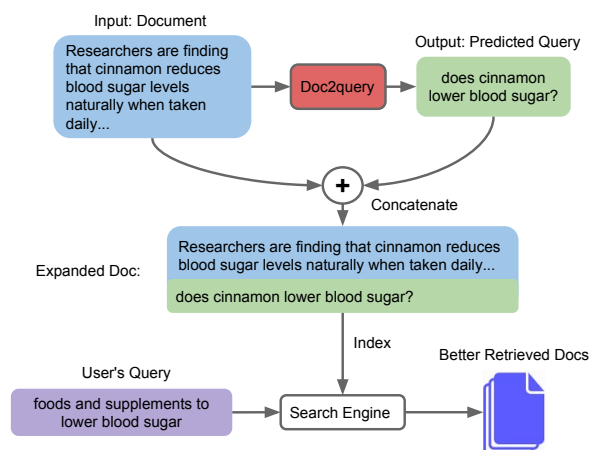 Input: Document
Output: Predicted Query
Researchers are finding
that cinnamon reduces
blood sugar levels
naturally when taken
daily...
Doc2query
does cinnamon
lower blood sugar?
+
Concatenate
Expanded Doc:
Researchers are finding that cinnamon reduces
blood sugar levels naturally when taken daily...
does cinnamon lower blood sugar?
Index
Better Retrieved Docs
User's Query
foods and supplements to
lower blood sugar
Search Engine